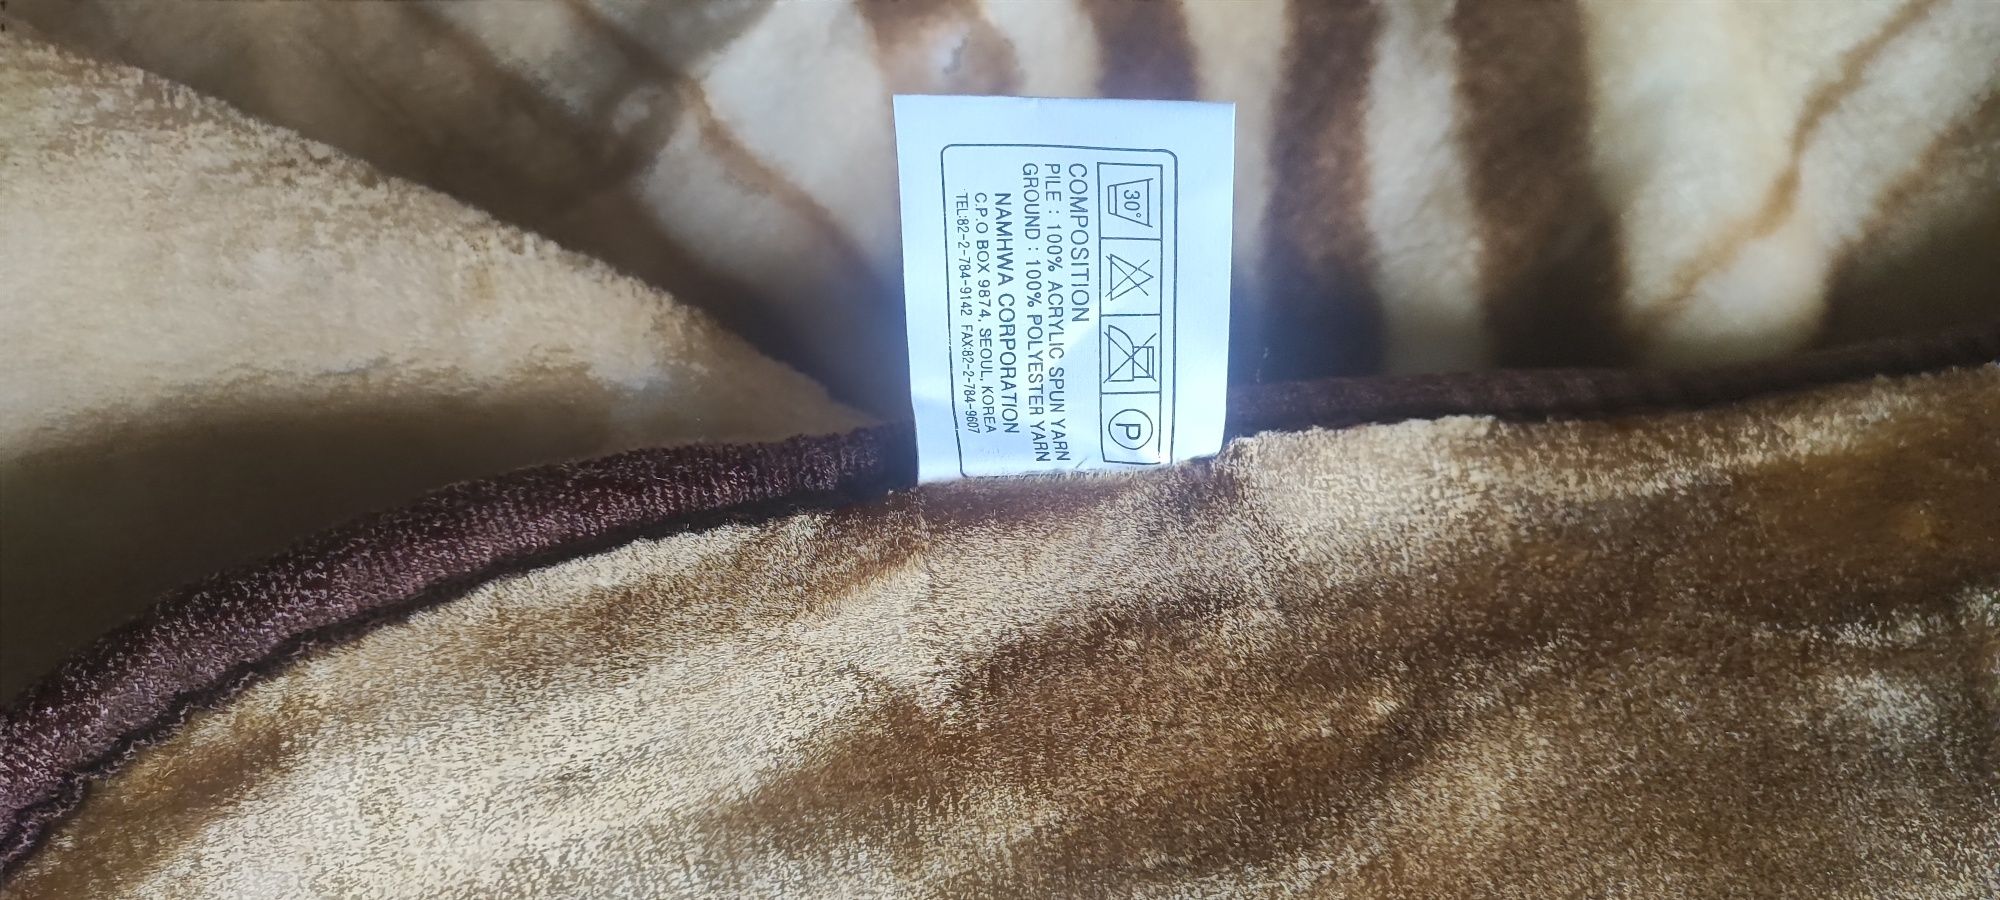 30°
P
COMPOSITION
PILE : 100% ACRYLIC SPUN YARN
GROUND : 100% POLYESTER YARN
NAMHWA CORPORATION
C.P.O BOX 9874, SEOUL, KOREA
TEL:82-2-784-9142 FAX:82-2-784-9607